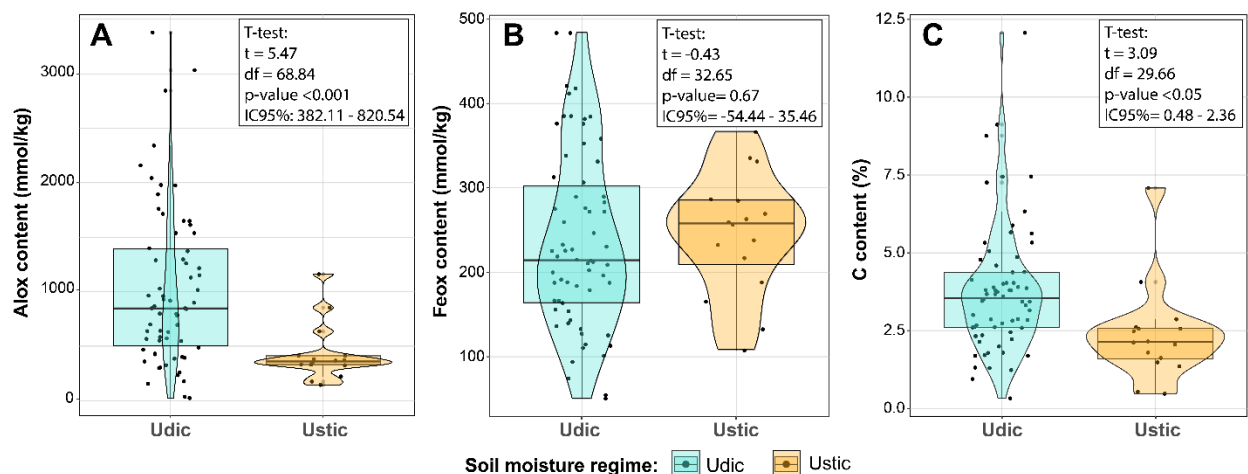 A
T-test:
t = 5.47
df = 68.84
p-value <0.001
IC95%: 382.11 - 820.54
Alox content (mmol/kg)
3000
2000
1000
0
Udic
Ustic
B
T-test:
t = -0.43
df = 32.65
p-value= 0.67
IC95%= -54.44 - 35.46
Feox content (mmol/kg)
500
400
300
200
100
Udic
Ustic
C
T-test:
t = 3.09
df = 29.66
p-value <0.05
IC95%= 0.48 - 2.36
C content (%)
12.5
10.0
7.5
5.0
2.5
0.0
Udic
Ustic
Soil moisture regime: Udic Ustic